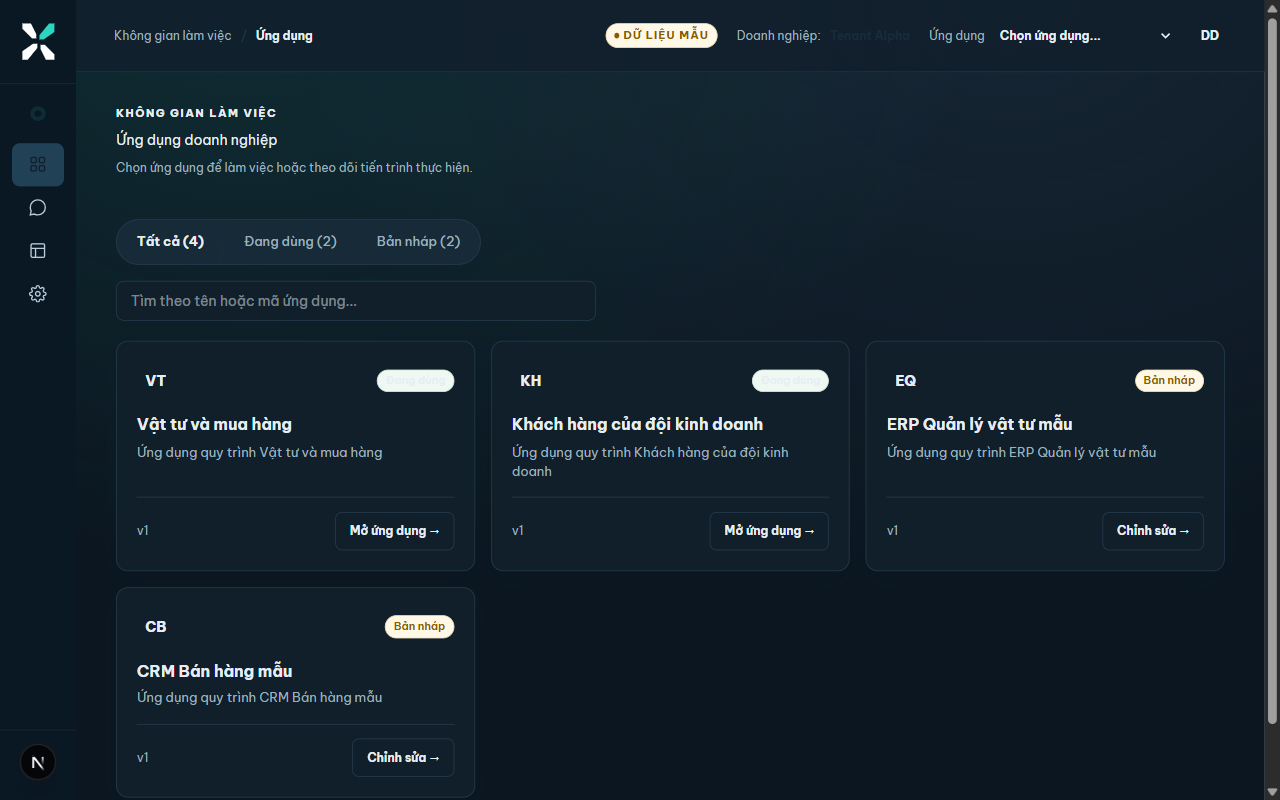 Không gian làm việc / Ứng dụng
DỮ LIỆU MẪU
Doanh nghiệp: Tenant Alpha
Ứng dụng Chọn ứng dụng...
DD
KHÔNG GIAN LÀM VIỆC
Ứng dụng doanh nghiệp
Chọn ứng dụng để làm việc hoặc theo dõi tiến trình thực hiện.
Tất cả (4) Đang dùng (2) Bản nháp (2)
Tìm theo tên hoặc mã ứng dụng...
VT Đang dùng
Vật tư và mua hàng
Ứng dụng quy trình Vật tư và mua hàng
v1 Mở ứng dụng →
KH Đang dùng
Khách hàng của đội kinh doanh
Ứng dụng quy trình Khách hàng của đội kinh
doanh
v1 Mở ứng dụng →
EQ Bản nháp
ERP Quản lý vật tư mẫu
Ứng dụng quy trình ERP Quản lý vật tư mẫu
v1 Chỉnh sửa →
CB Bản nháp
CRM Bán hàng mẫu
Ứng dụng quy trình CRM Bán hàng mẫu
v1 Chỉnh sửa →
N